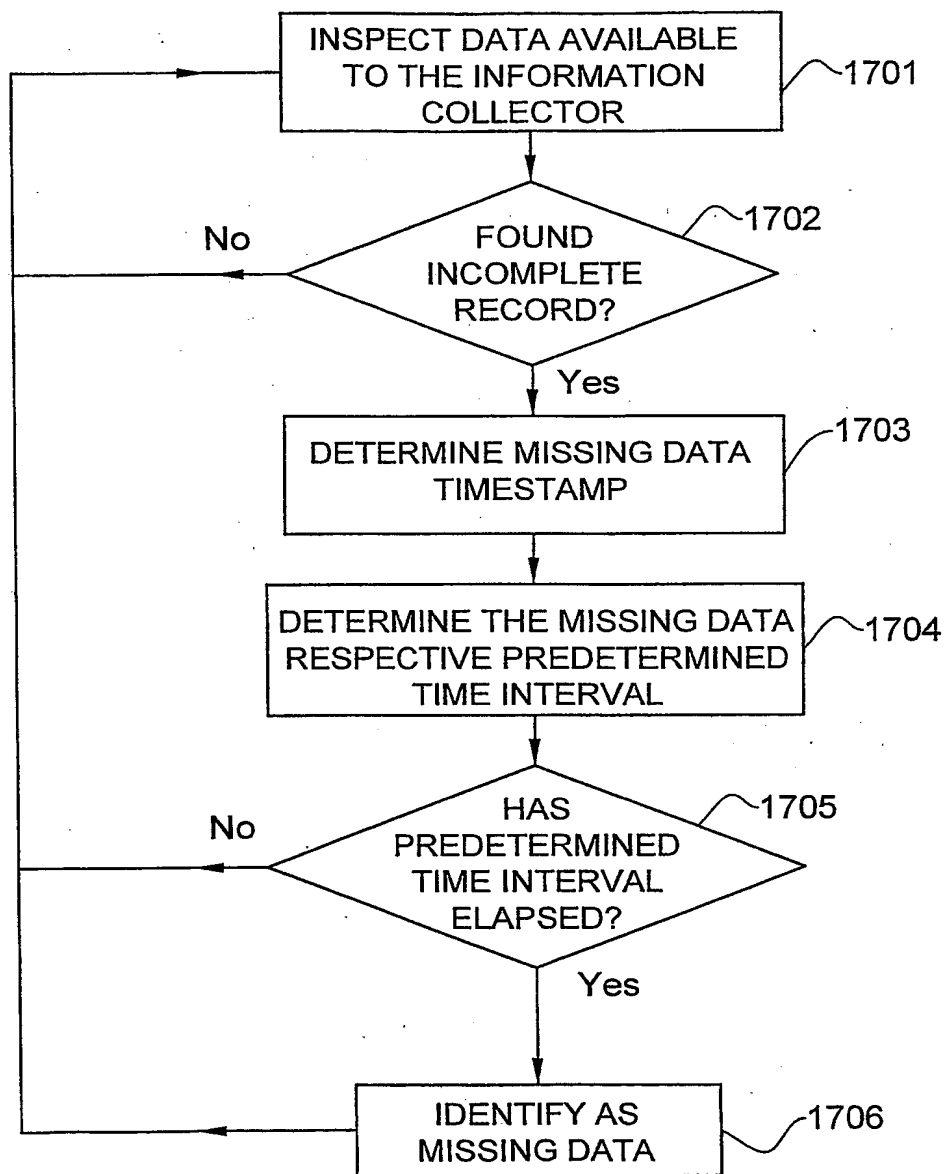 INSPECT DATA AVAILABLE
TO THE INFORMATION
COLLECTOR
1701
FOUND
INCOMPLETE
RECORD?
1702
No
Yes
DETERMINE MISSING DATA
TIMESTAMP
1703
DETERMINE THE MISSING DATA
RESPECTIVE PREDETERMINED
TIME INTERVAL
1704
HAS
PREDETERMINED
TIME INTERVAL
ELAPSED?
1705
No
Yes
IDENTIFY AS
MISSING DATA
1706